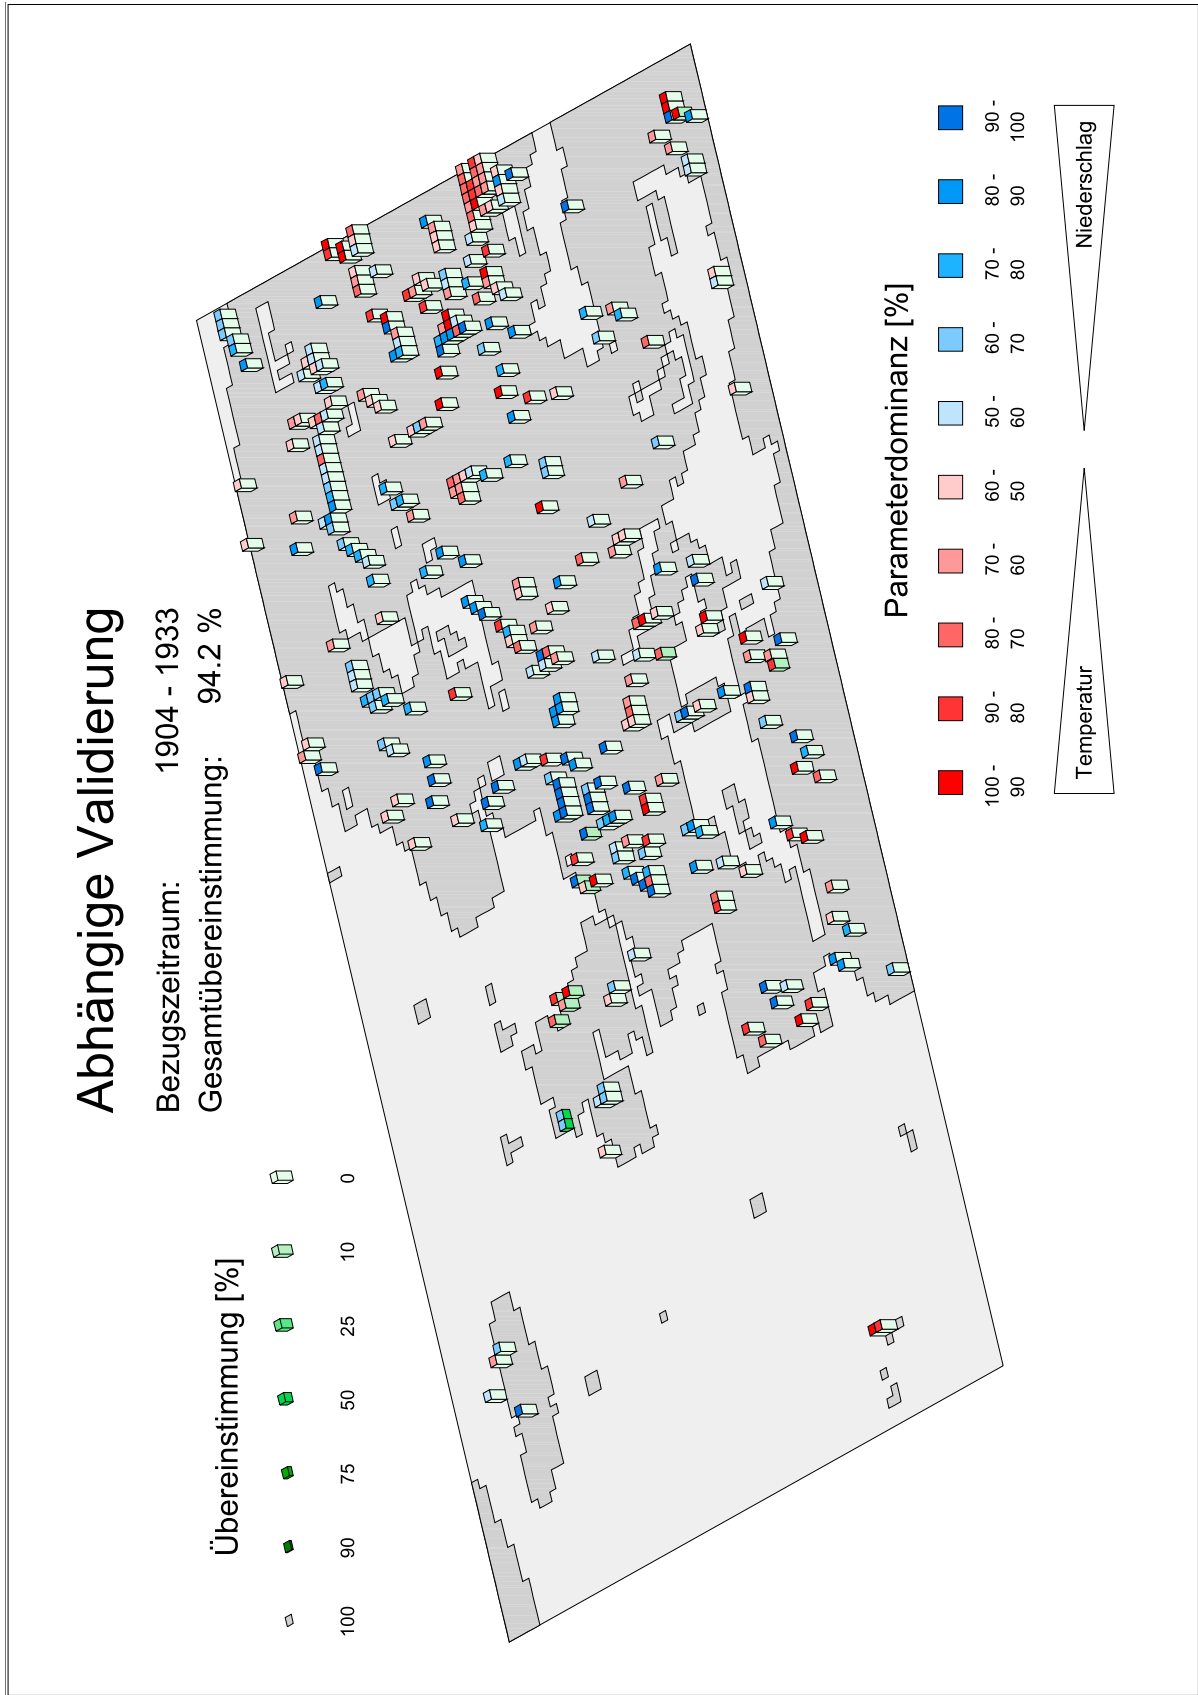 Abhängige Validierung
Bezugszeitraum: 1904 - 1933
Gesamtübereinstimmung: 94.2 %
Übereinstimmung [%]
100 90 75 50 25 10 0
Parameterdominanz [%]
100 - 90 - 80 - 70 - 60 - 50 - 60 - 70 - 80 - 90 -
90 80 70 60 50 60 70 80 90 100
Temperatur Niederschlag